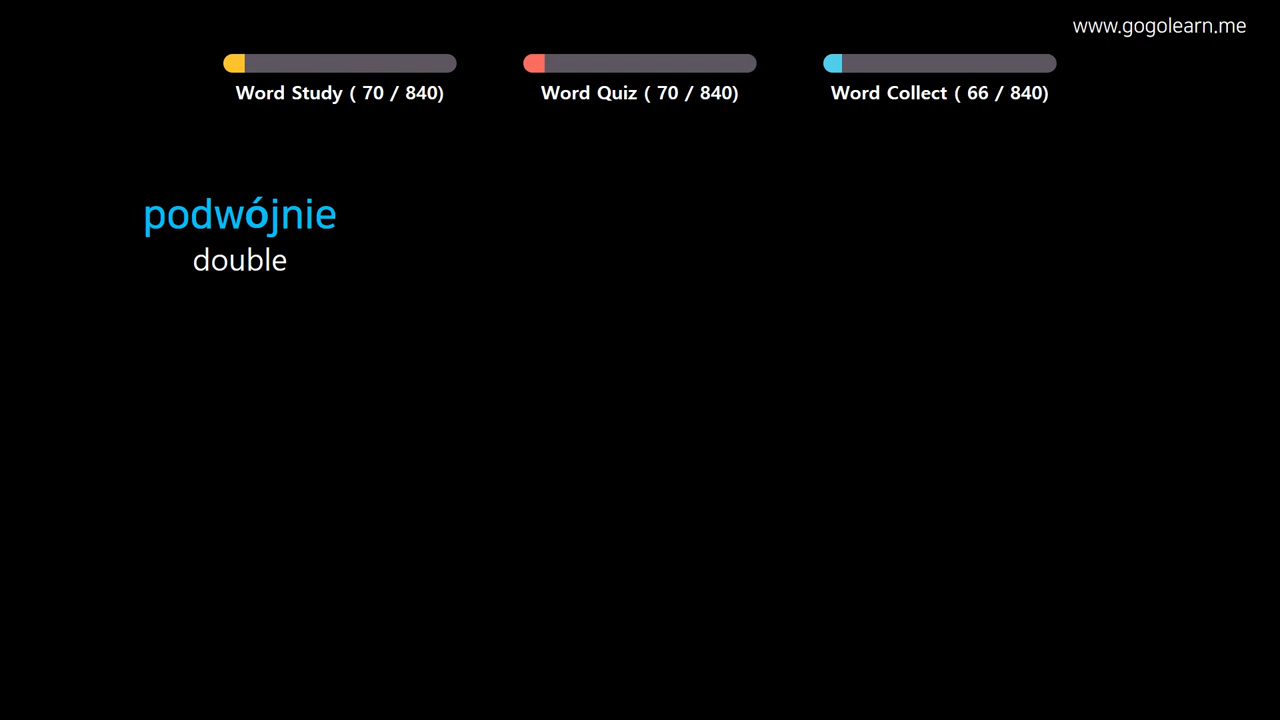 www.gogolearn.me
Word Study ( 70 / 840)
Word Quiz ( 70 / 840)
Word Collect ( 66 / 840)
podwójnie
double